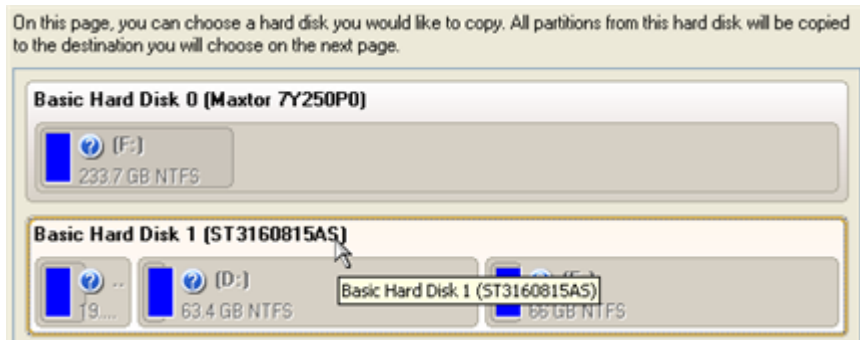 On this page, you can choose a hard disk you would like to copy. All partitions from this hard disk will be copied
to the destination you will choose on the next page.
Basic Hard Disk 0 (Maxtor 7Y250P0)
(F:)
233.7 GB NTFS
Basic Hard Disk 1 (ST3160815AS)
.. (D:)
Basic Hard Disk 1 (ST3160815AS)
19.... 63.4 GB NTFS 66 GB NTFS